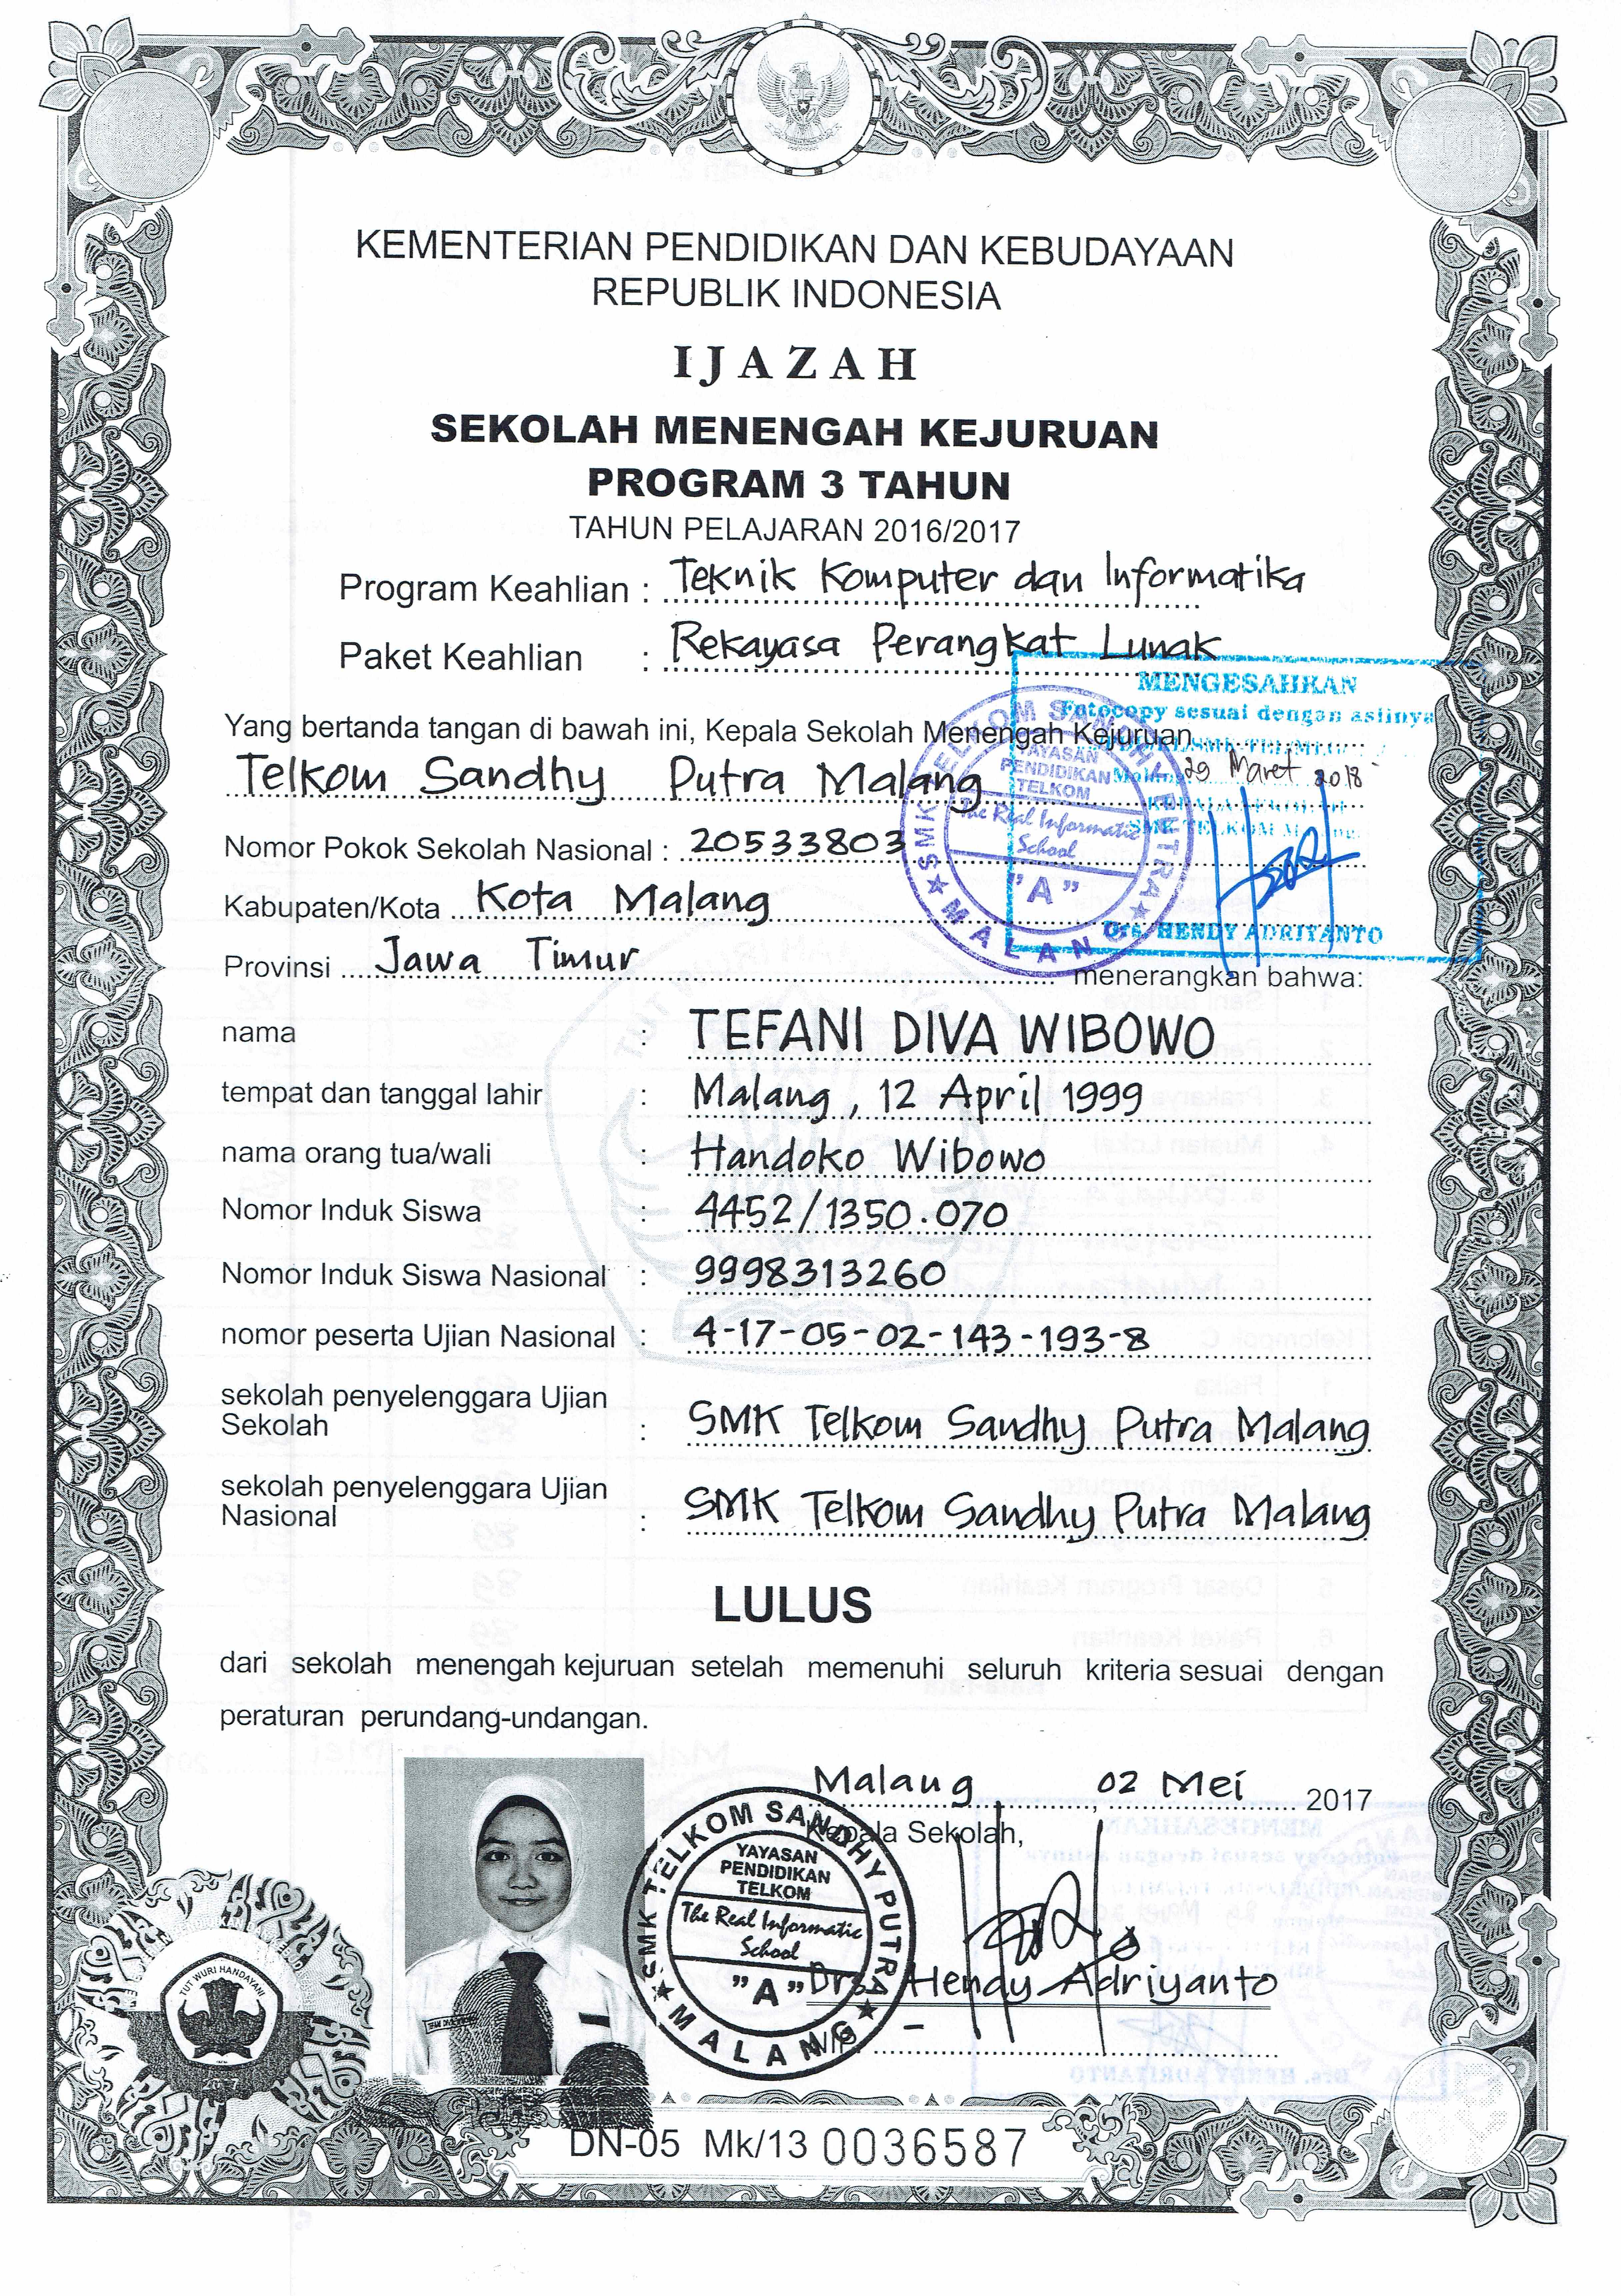 KEMENTERIAN PENDIDIKAN DAN KEBUDAYAAN
REPUBLIK INDONESIA
IJAZAH
SEKOLAH MENENGAH KEJURUAN
PROGRAM 3 TAHUN
TAHUN PELAJARAN 2016/2017
Program Keahlian : Teknik Komputer dan Informatika
Paket Keahlian : Rekayasa Perangkat Lunak
MENGESAHKAN
Fotocopy sesuai dengan aslinya
Yang bertanda tangan di bawah ini, Kepala Sekolah Menengah Kejuruan
29 Maret 2018
Telkom Sandhy Putra Malang
KEPALA SEKOLAH
SMK TELKOM Malang
Nomor Pokok Sekolah Nasional : 20533803
Kabupaten/Kota Kota Malang
Drs. HENDY ADRIYANTO
SMK TELKOM SANDHY PUTRA
MALANG
YAYASAN
PENDIDIKAN
TELKOM
The Real Informatic
School
"A"
Provinsi Jawa Timur menerangkan bahwa:
nama : TEFANI DIVA WIBOWO
tempat dan tanggal lahir : Malang, 12 April 1999
nama orang tua/wali : Handoko Wibowo
Nomor Induk Siswa : 4452/1350.070
Nomor Induk Siswa Nasional : 9998313260
nomor peserta Ujian Nasional : 4-17-05-02-143-193-8
sekolah penyelenggara Ujian
Sekolah : SMK Telkom Sandhy Putra Malang
sekolah penyelenggara Ujian
Nasional : SMK Telkom Sandhy Putra Malang
LULUS
dari sekolah menengah kejuruan setelah memenuhi seluruh kriteria sesuai dengan
peraturan perundang-undangan.
Malang, 02 Mei 2017
Kepala Sekolah,
SMK TELKOM SANDHY PUTRA
MALANG
YAYASAN
PENDIDIKAN
TELKOM
The Real Informatic
School
"A"
Drs. Hendy Adriyanto
NIP. -
TUT WURI HANDAYANI
2017
DN-05 Mk/13 0036587